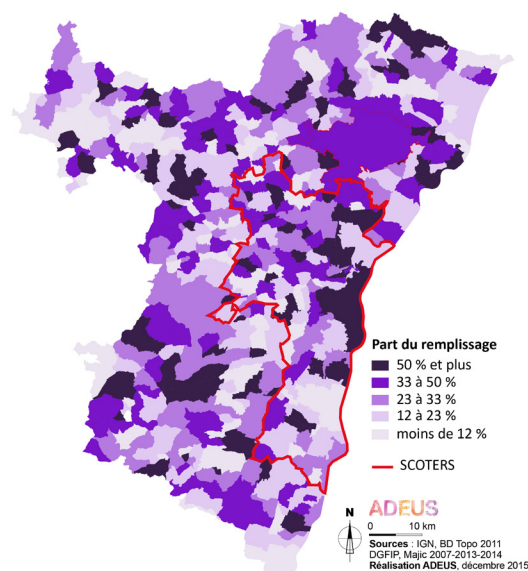 Part du remplissage
50 % et plus
33 à 50 %
23 à 33 %
12 à 23 %
moins de 12 %
SCOTERS
N
ADEUS
0 10 km
Sources : IGN, BD Topo 2011
DGFIP, Majic 2007-2013-2014
Réalisation ADEUS, décembre 2015